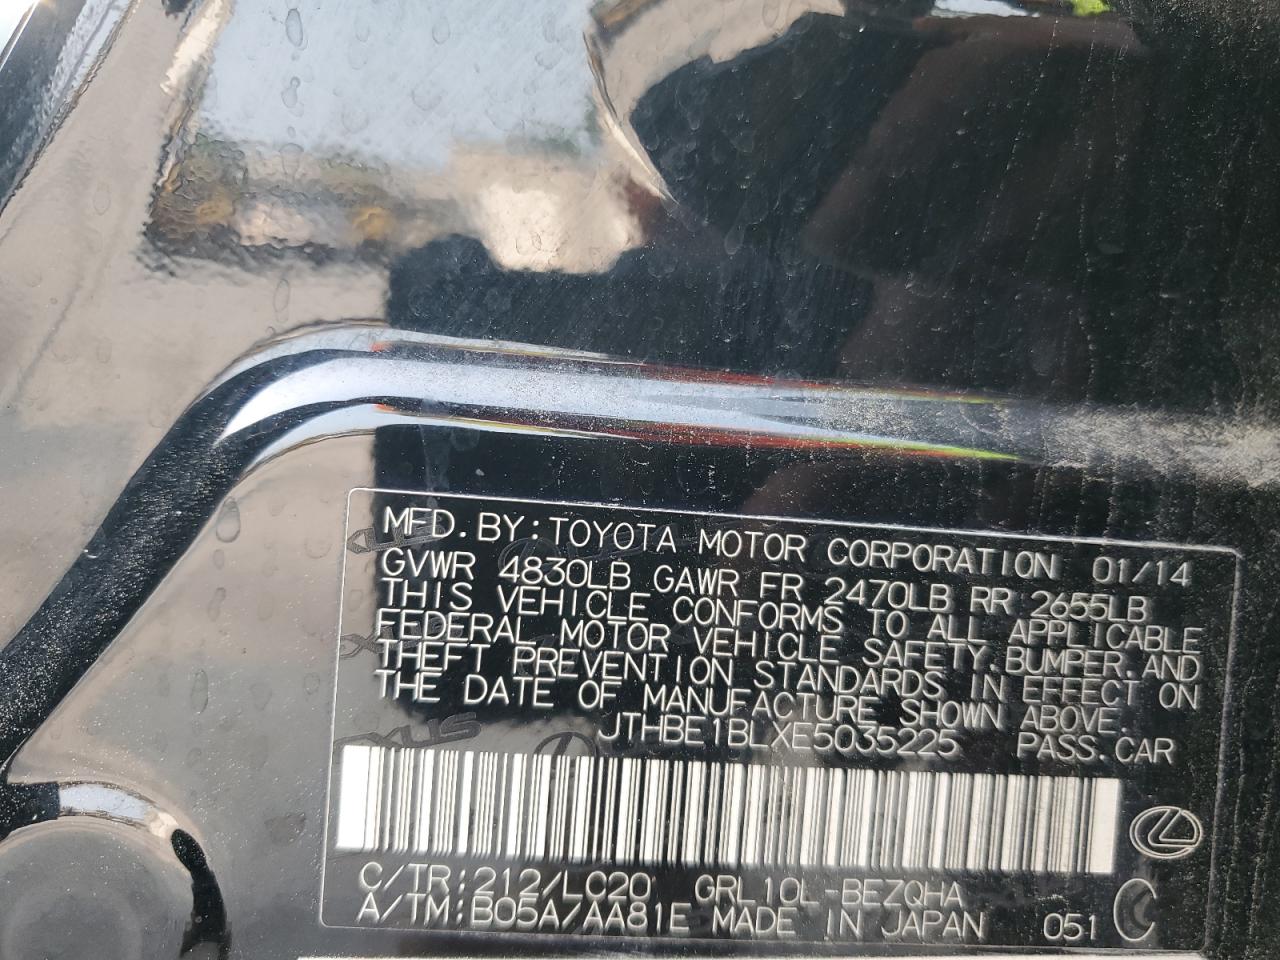 MFD. BY: TOYOTA MOTOR CORPORATION 01/14
GVWR 4830LB GAWR FR 2470LB RR 2655LB
THIS VEHICLE CONFORMS TO ALL APPLICABLE
FEDERAL MOTOR VEHICLE SAFETY, BUMPER, AND
THEFT PREVENTION STANDARDS IN EFFECT ON
THE DATE OF MANUFACTURE SHOWN ABOVE.
JTHBE1BLXE5035225 PASS. CAR
C/TR: 212/LC20 GRL10L-BEZQHA
A/TM: B05A/AA81E MADE IN JAPAN 051 C